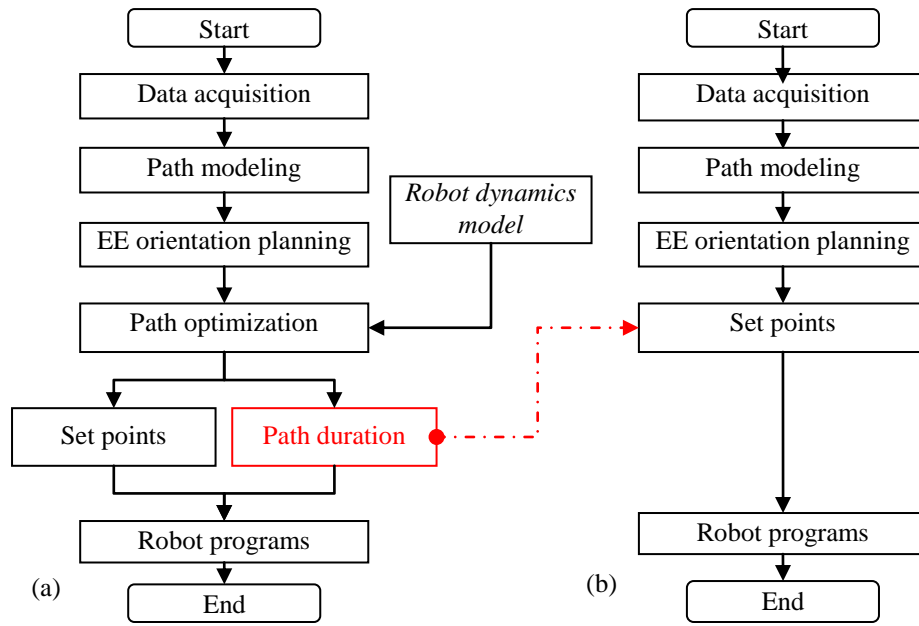 Start
Data acquisition
Path modeling
EE orientation planning
Robot dynamics
model
Path optimization
Set points
Path duration
Robot programs
(a)
End
Start
Data acquisition
Path modeling
EE orientation planning
Set points
Robot programs
(b)
End